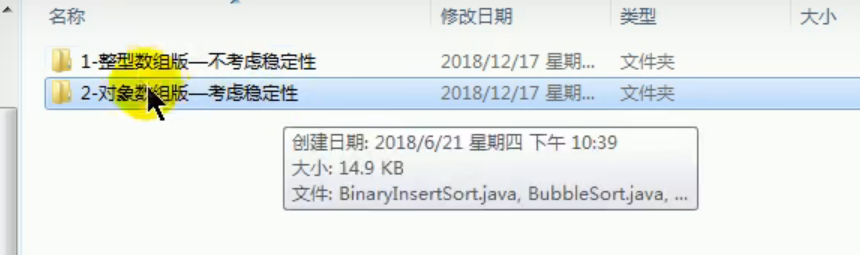 名称 修改日期 类型 大小
1-整型数组版—不考虑稳定性 2018/12/17 星期... 文件夹
2-对象数组版—考虑稳定性 2018/12/17 星期... 文件夹
创建日期: 2018/6/21 星期四 下午 10:39
大小: 14.9 KB
文件: BinaryInsertSort.java, BubbleSort.java, ...